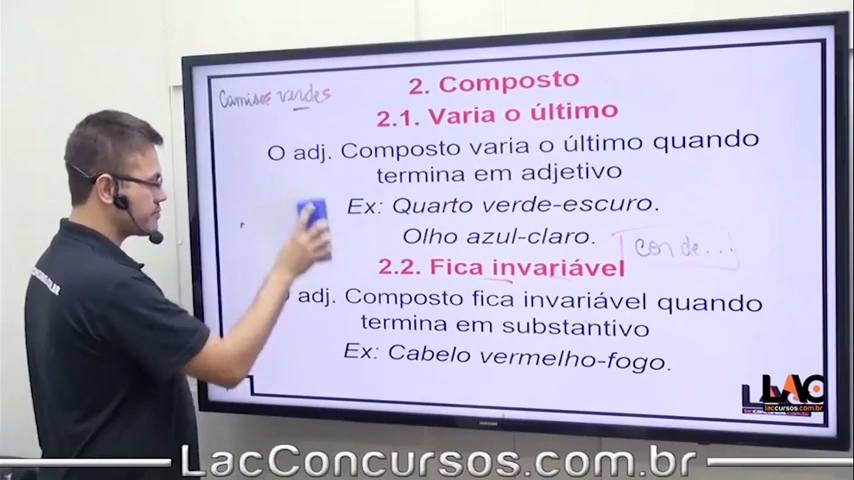 Camisas verdes
2. Composto
2.1. Varia o último
O adj. Composto varia o último quando
termina em adjetivo
Ex: Quarto verde-escuro.
Olho azul-claro.
cor de...
2.2. Fica invariável
adj. Composto fica invariável quando
termina em substantivo
Ex: Cabelo vermelho-fogo.
LAC
laccursos.com.br
LacConcursos.com.br